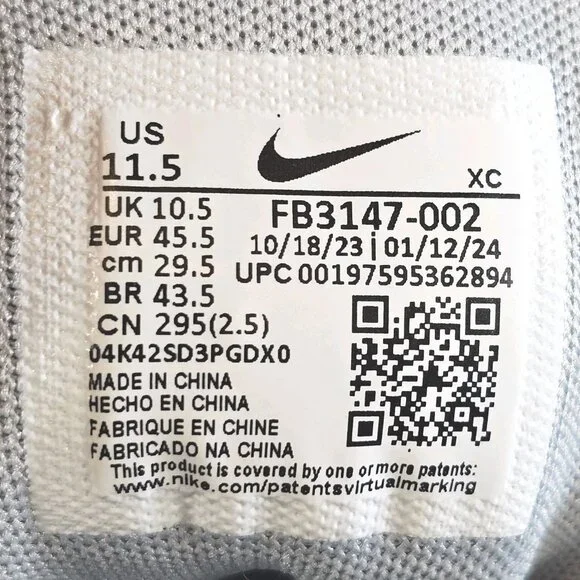 US
11.5
XC
UK 10.5
EUR 45.5
cm 29.5
BR 43.5
CN 295(2.5)
FB3147-002
10/18/23 | 01/12/24
UPC 00197595362894
04K42SD3PGDX0
MADE IN CHINA
HECHO EN CHINA
FABRIQUE EN CHINE
FABRICADO NA CHINA
This product is covered by one or more patents:
www.nike.com/patentsvirtualmarking